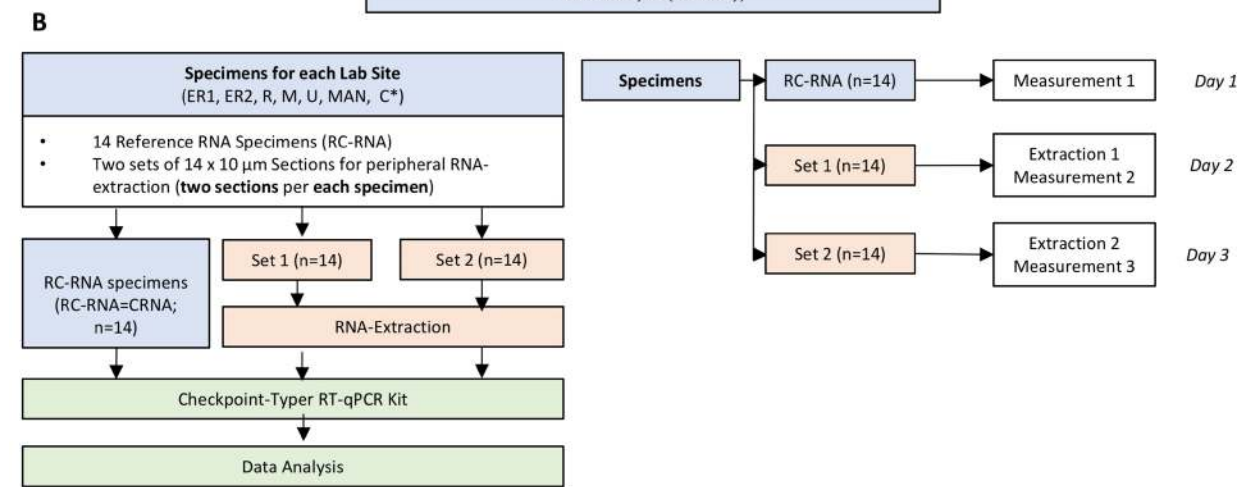 B
Specimens for each Lab Site
(ER1, ER2, R, M, U, MAN, C*)
• 14 Reference RNA Specimens (RC-RNA)
• Two sets of 14 x 10 µm Sections for peripheral RNA-
extraction (two sections per each specimen)
RC-RNA specimens
(RC-RNA=CRNA;
n=14)
Set 1 (n=14)
Set 2 (n=14)
RNA-Extraction
Checkpoint-Typer RT-qPCR Kit
Data Analysis
Specimens
RC-RNA (n=14)
Measurement 1
Day 1
Set 1 (n=14)
Extraction 1
Measurement 2
Day 2
Set 2 (n=14)
Extraction 2
Measurement 3
Day 3